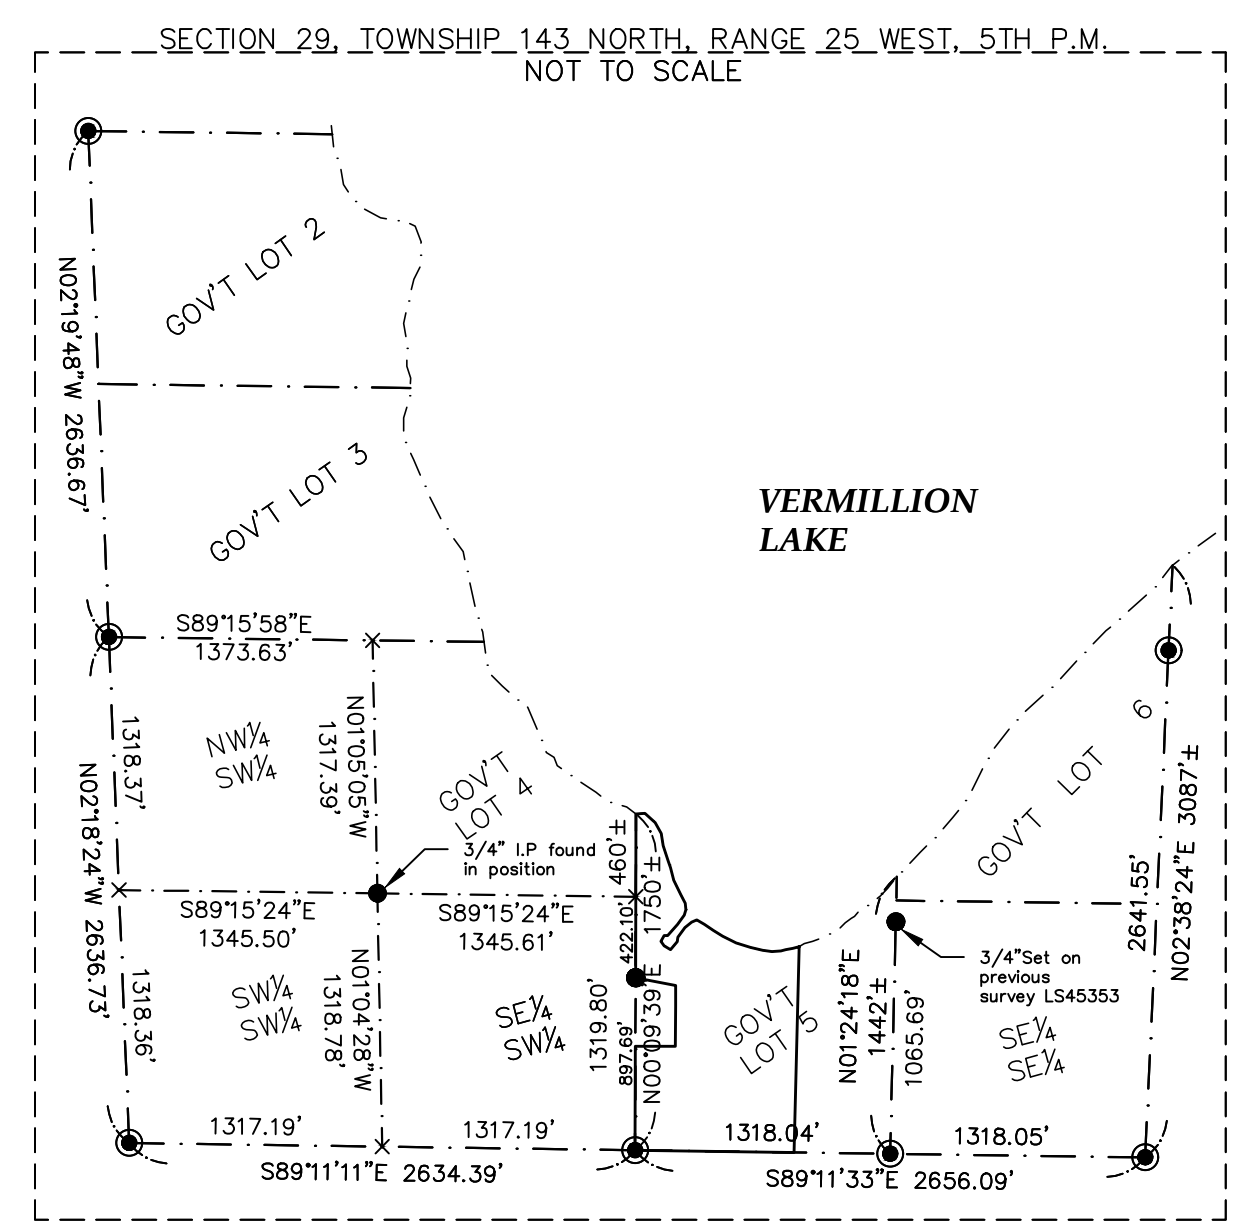 SECTION 29, TOWNSHIP 143 NORTH, RANGE 25 WEST, 5TH P.M.
NOT TO SCALE
GOV'T LOT 2
N02°19'48"W 2636.67'
GOV'T LOT 3
VERMILLION
LAKE
S89°15'58"E
1373.63'
NW1/4
SW1/4
1318.37'
N01°05'05"W
1317.39'
N02°18'24"W 2636.73'
GOV'T
LOT 4
3/4" I.P found
in position
460'±
1750'±
GOV'T LOT 6
2641.55'
N02°38'24"E 3087'±
S89°15'24"E
1345.50'
S89°15'24"E
1345.61'
422.10'
SW1/4
SW1/4
1318.36'
N01°04'28"W
1318.78'
SE1/4
SW1/4
1319.80'
897.69'
N00°09'39"E
GOV'T
LOT 5
N01°24'18"E
1442'±
1065.69'
3/4"Set on
previous
survey LS45353
SE1/4
SE1/4
1317.19'
1317.19'
1318.04'
1318.05'
S89°11'11"E 2634.39'
S89°11'33"E 2656.09'